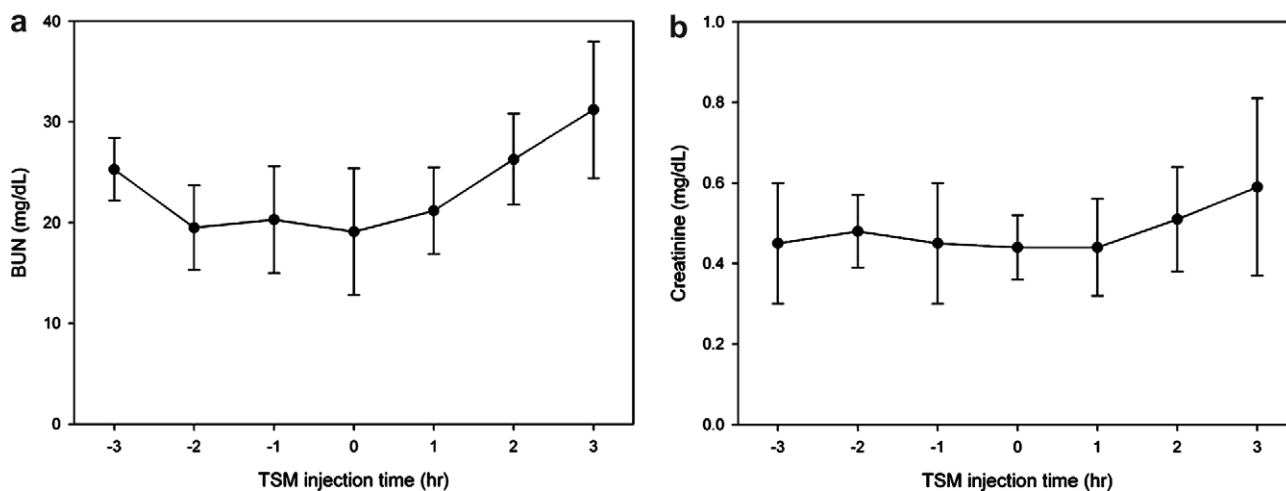 a
40
30
20
10
0
BUN (mg/dL)
-3 -2 -1 0 1 2 3
TSM injection time (hr)
b
1.0
0.8
0.6
0.4
0.2
0.0
Creatinine (mg/dL)
-3 -2 -1 0 1 2 3
TSM injection time (hr)